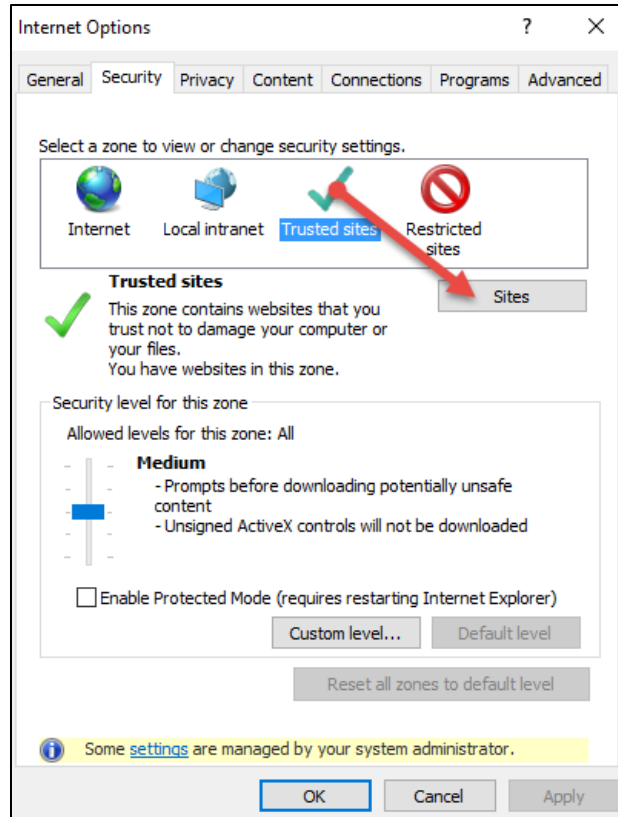 Internet Options
?
General Security Privacy Content Connections Programs Advanced
Select a zone to view or change security settings.
Internet
Local intranet
Trusted sites
Restricted
sites
Trusted sites
Sites
This zone contains websites that you
trust not to damage your computer or
your files.
You have websites in this zone.
Security level for this zone
Allowed levels for this zone: All
Medium
- Prompts before downloading potentially unsafe
content
- Unsigned ActiveX controls will not be downloaded
Enable Protected Mode (requires restarting Internet Explorer)
Custom level... Default level
Reset all zones to default level
Some settings are managed by your system administrator.
OK Cancel Apply